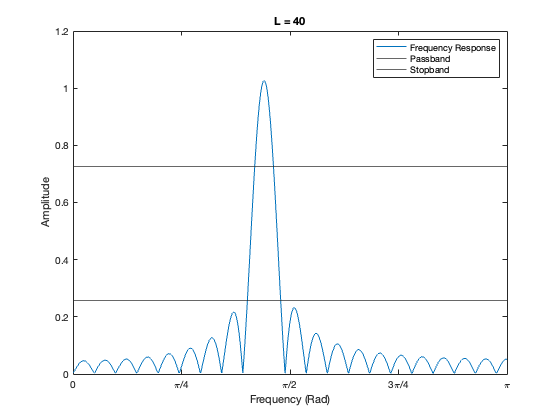 L = 40
Frequency Response
Passband
Stopband
1.2
1
0.8
0.6
0.4
0.2
0
Amplitude
0
π/4
π/2
3π/4
π
Frequency (Rad)